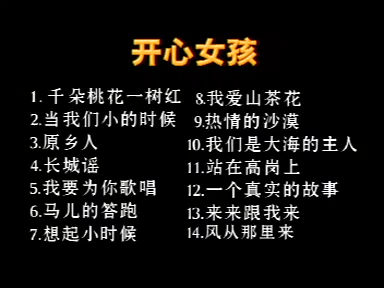 开心女孩
1.千朵桃花一树红
2.当我们小的时候
3.原乡人
4.长城谣
5.我要为你歌唱
6.马儿的答跑
7.想起小时候
8.我爱山茶花
9.热情的沙漠
10.我们是大海的主人
11.站在高岗上
12.一个真实的故事
13.来来跟我来
14.风从那里来